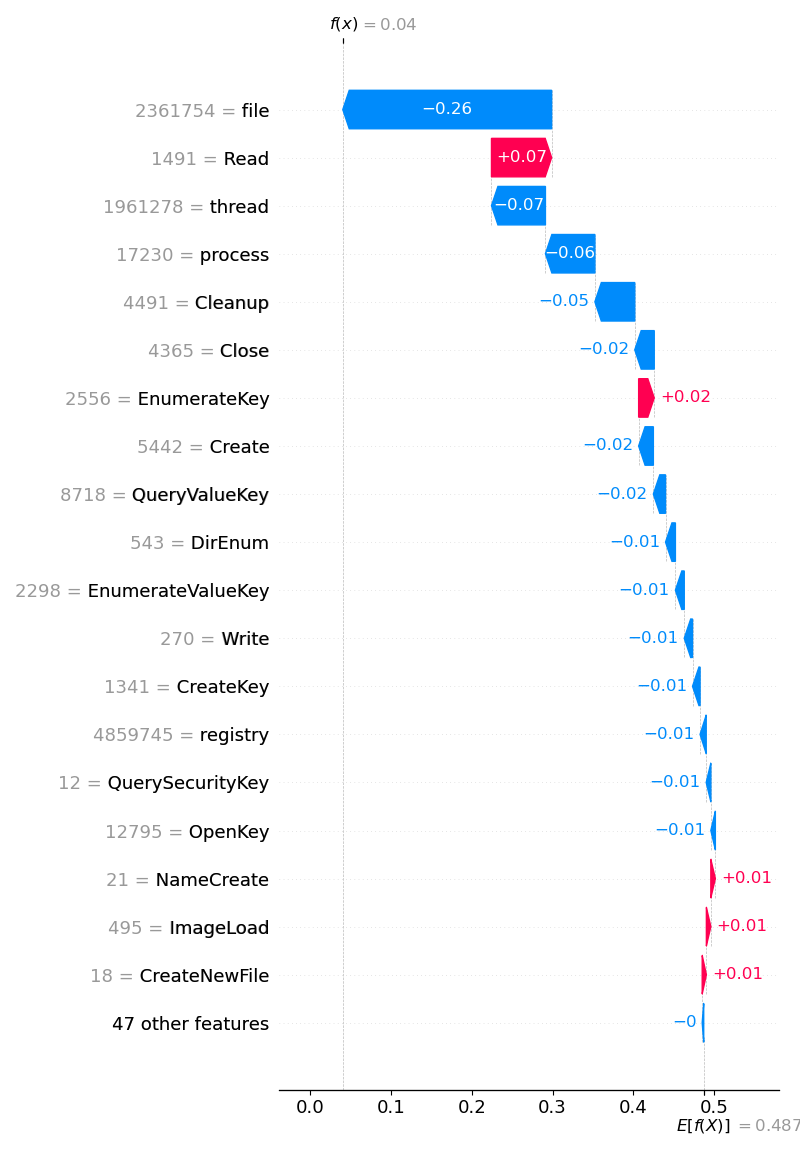 f(x) = 0.04
2361754 = file −0.26
1491 = Read +0.07
1961278 = thread −0.07
17230 = process −0.06
4491 = Cleanup −0.05
4365 = Close −0.02
2556 = EnumerateKey +0.02
5442 = Create −0.02
8718 = QueryValueKey −0.02
543 = DirEnum −0.01
2298 = EnumerateValueKey −0.01
270 = Write −0.01
1341 = CreateKey −0.01
4859745 = registry −0.01
12 = QuerySecurityKey −0.01
12795 = OpenKey −0.01
21 = NameCreate +0.01
495 = ImageLoad +0.01
18 = CreateNewFile +0.01
47 other features −0
0.0 0.1 0.2 0.3 0.4 0.5
E[f(X)] = 0.487